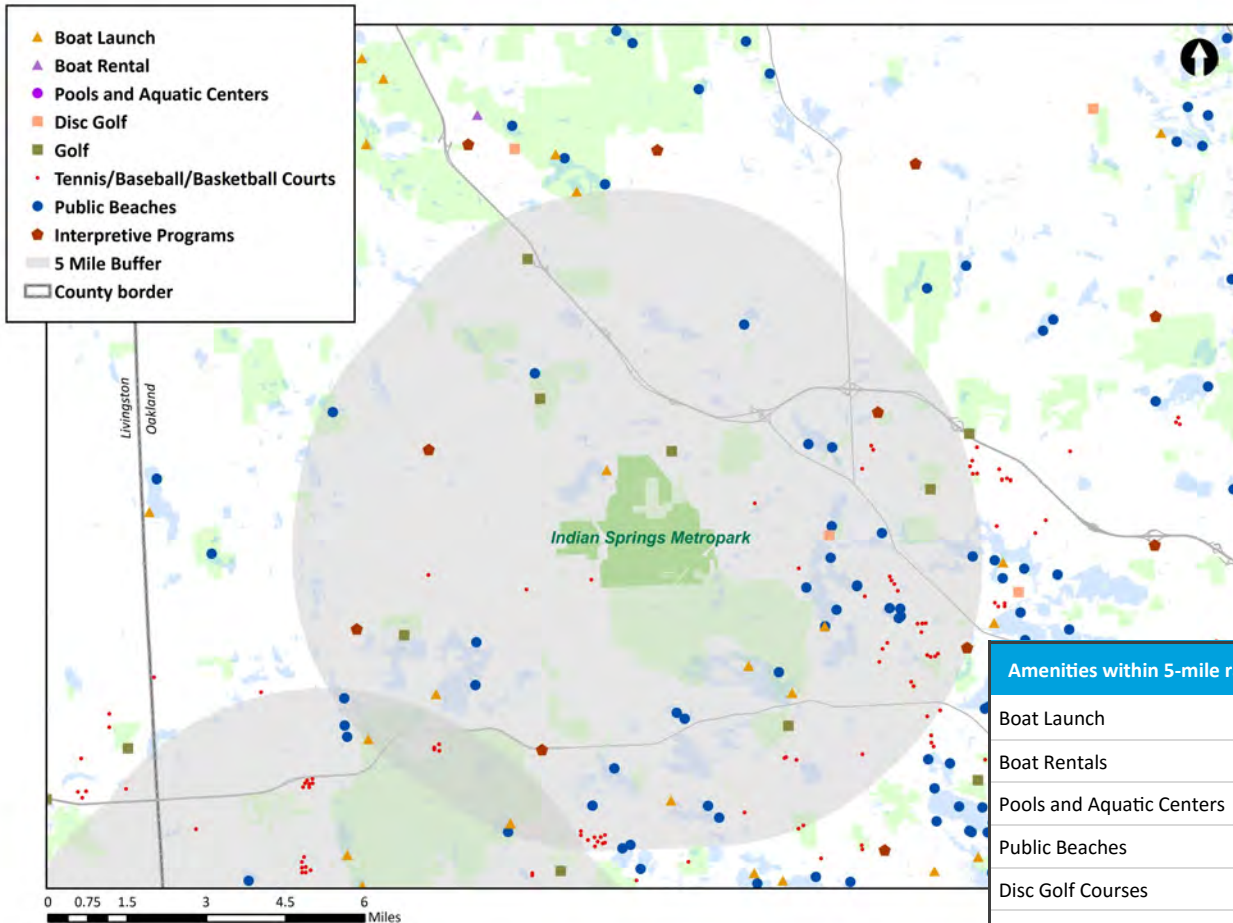 Boat Launch
Boat Rental
Pools and Aquatic Centers
Disc Golf
Golf
Tennis/Baseball/Basketball Courts
Public Beaches
Interpretive Programs
5 Mile Buffer
County border
Livingston
Oakland
Indian Springs Metropark
Amenities within 5-mile r
Boat Launch
Boat Rentals
Pools and Aquatic Centers
Public Beaches
Disc Golf Courses
0 0.75 1.5 3 4.5 6
Miles